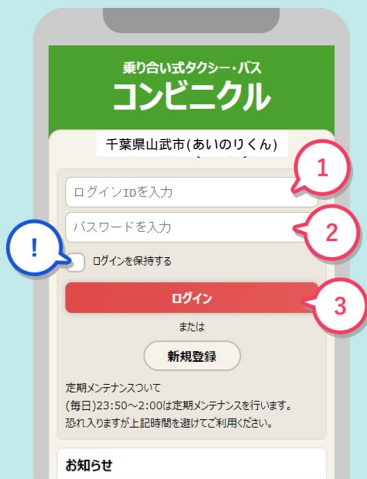 乗り合い式タクシー・バス
コンビニクル
千葉県山武市(あいのりくん)
1
ログインIDを入力
パスワードを入力
2
!
ログインを保持する
ログイン
3
または
新規登録
定期メンテナンスついて
(毎日)23:50～2:00は定期メンテナンスを行います。
恐れ入りますが上記時間を避けてご利用ください。
お知らせ